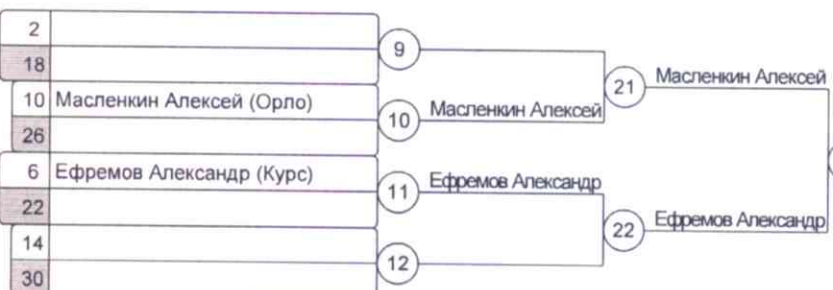 2
9
18
21 Масленкин Алексей
10 Масленкин Алексей (Орло)
10 Масленкин Алексей
26
6 Ефремов Александр (Курс)
11 Ефремов Александр
22
22 Ефремов Александр
14
12
30